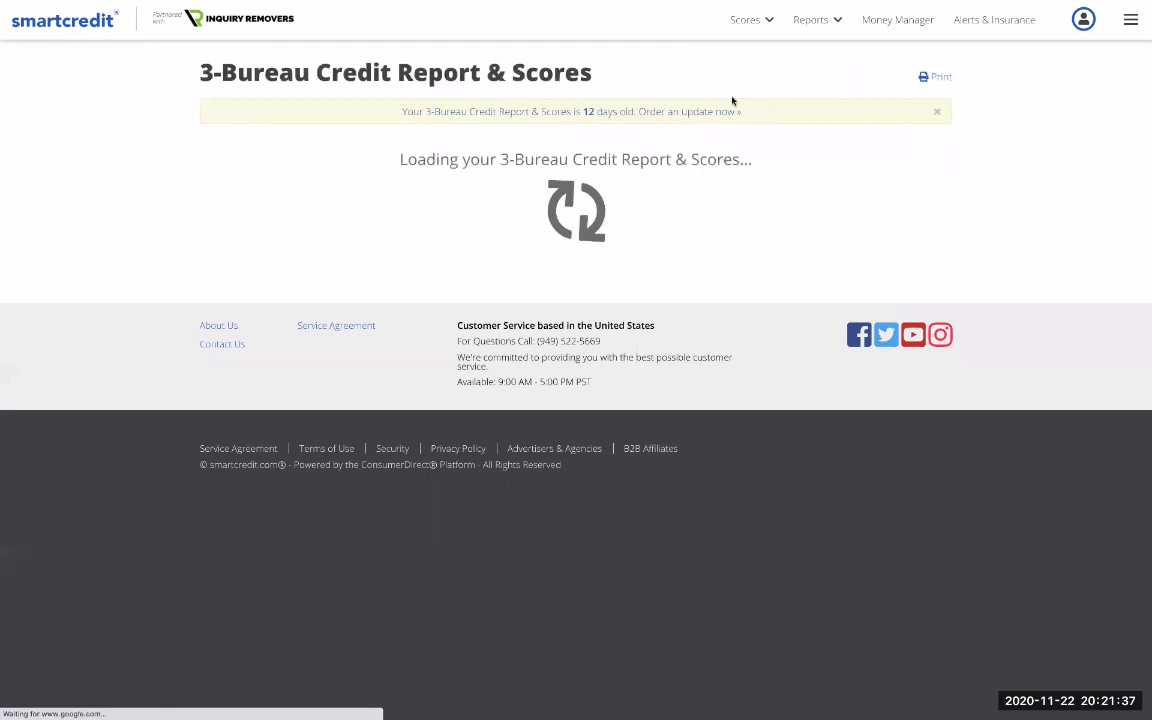 smartcredit®
Partnered with
INQUIRY REMOVERS
Scores
Reports
Money Manager
Alerts & Insurance
3-Bureau Credit Report & Scores
Print
Your 3-Bureau Credit Report & Scores is 12 days old. Order an update now »
×
Loading your 3-Bureau Credit Report & Scores...
About Us
Service Agreement
Contact Us
Customer Service based in the United States
For Questions Call: (949) 522-5669
We're committed to providing you with the best possible customer
service.
Available: 9:00 AM - 5:00 PM PST
Service Agreement | Terms of Use | Security | Privacy Policy | Advertisers & Agencies | B2B Affiliates
© smartcredit.com® - Powered by the ConsumerDirect® Platform - All Rights Reserved
2020-11-22 20:21:37
Waiting for www.google.com...